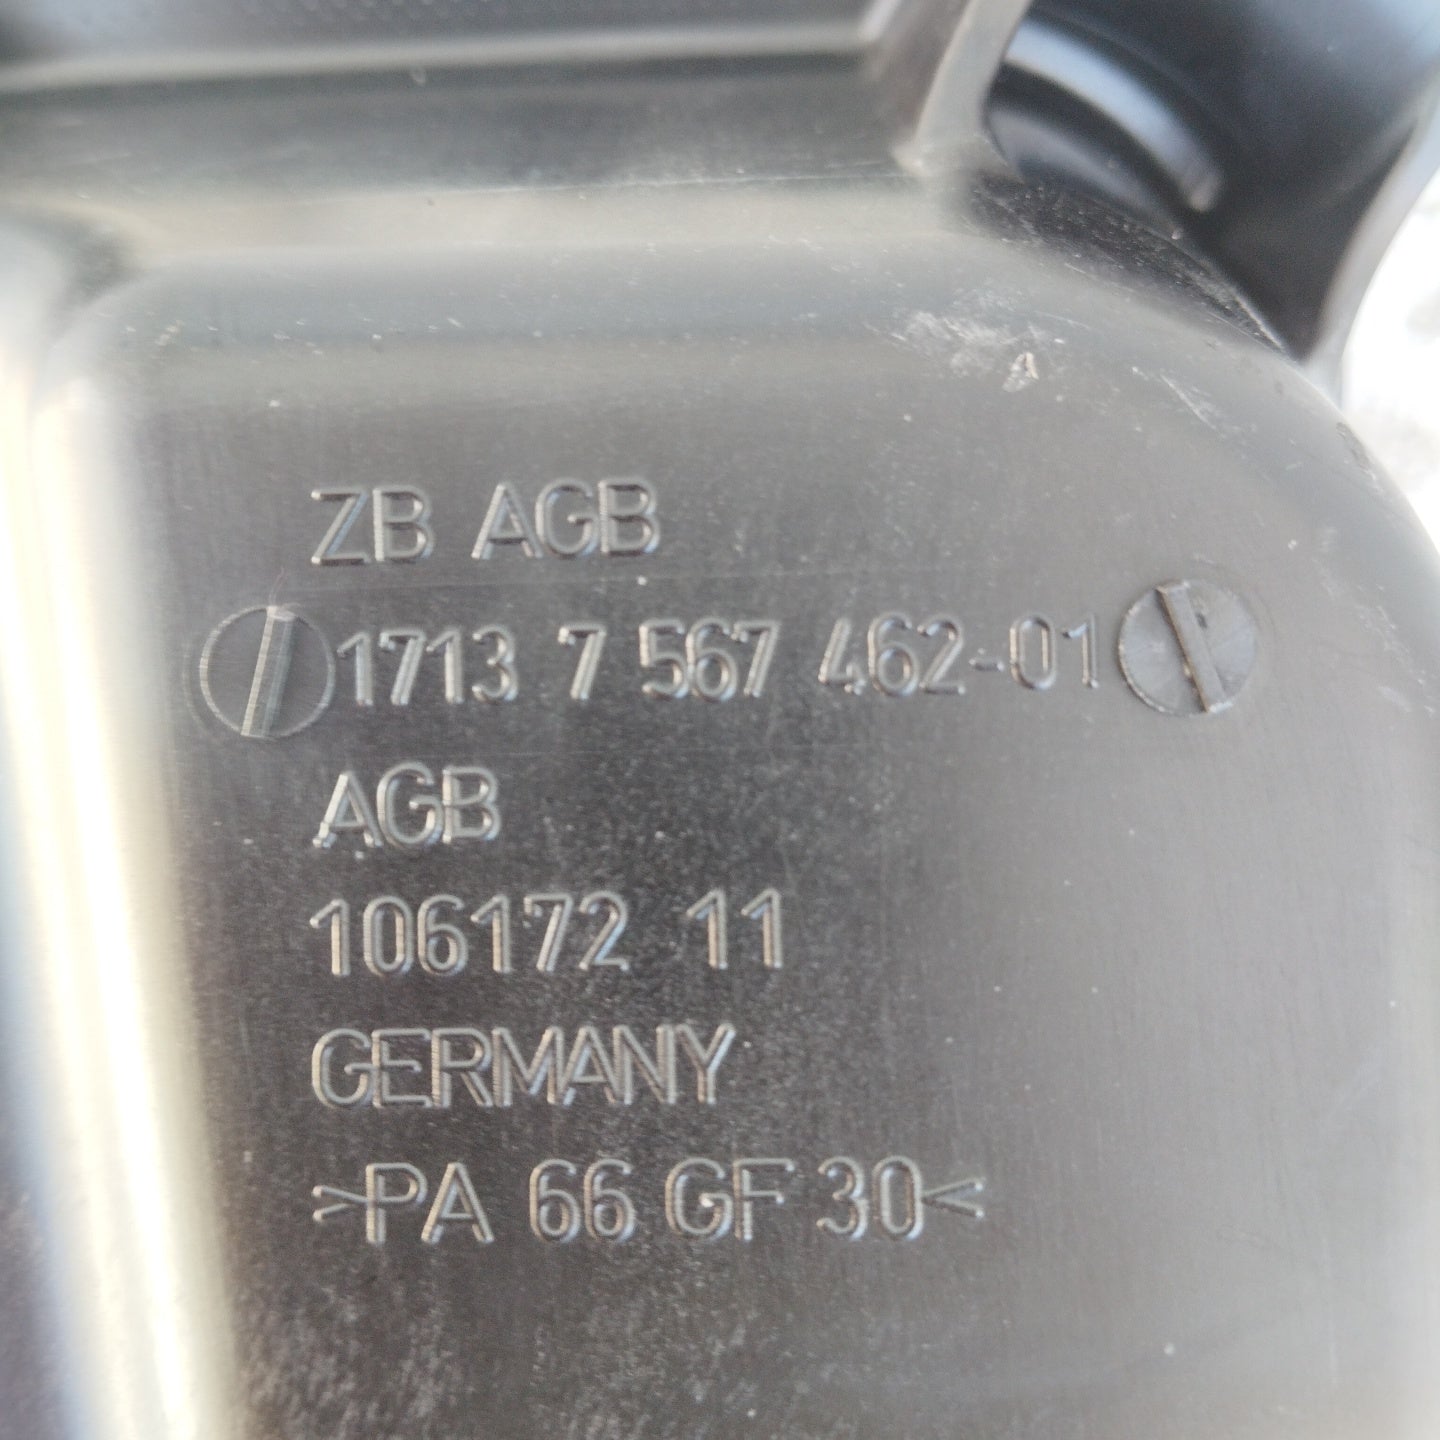 ZB AGB
1713 7 567 462-01
AGB
106172 11
GERMANY
>PA 66 GF 30<